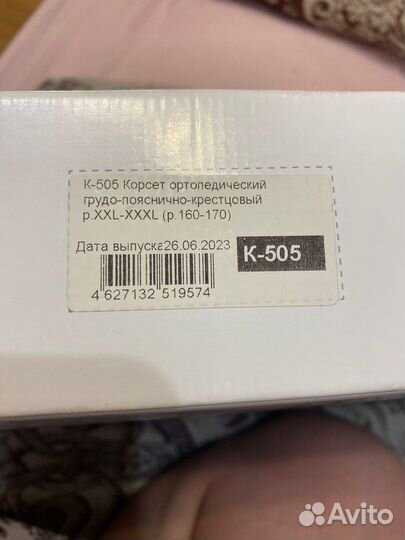 К-505 Корсет ортопедический
грудо-пояснично-крестцовый
р.XXL-XXXL (р.160-170)
Дата выпуска26.06.2023
К-505
4 627132 519574
Avito